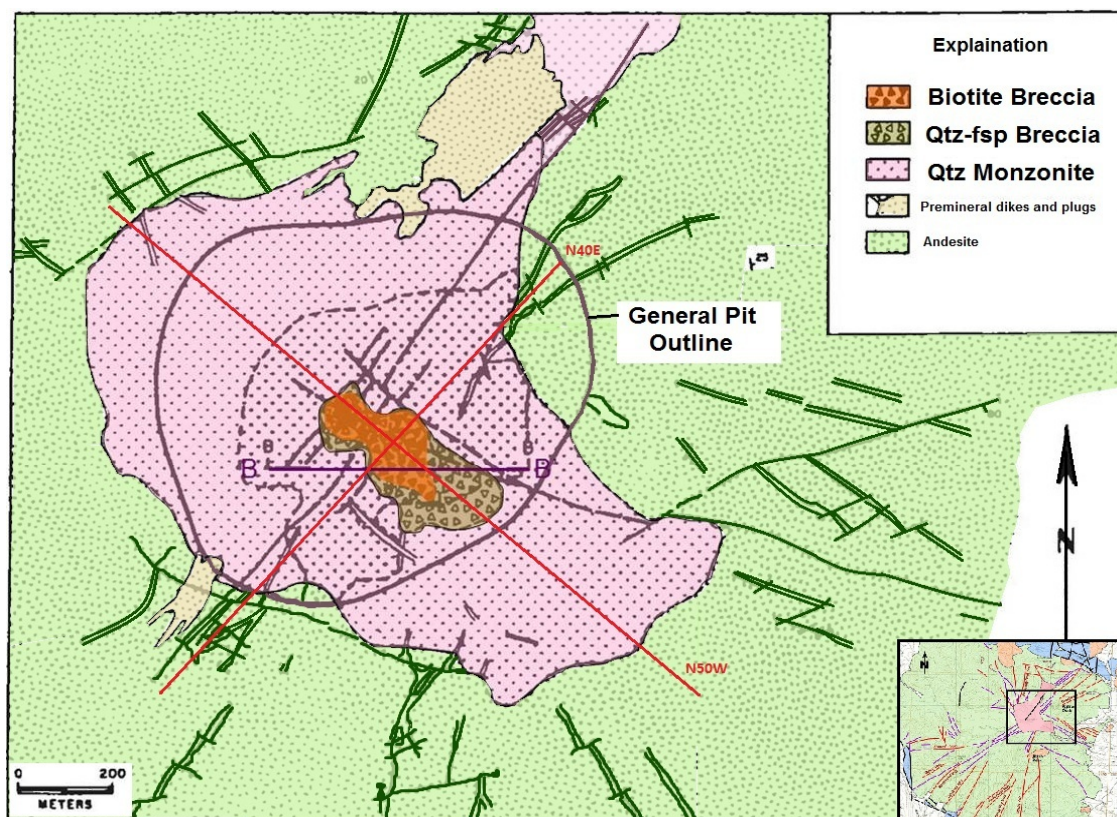 Explaination
Biotite Breccia
Qtz-fsp Breccia
Qtz Monzonite
Premineral dikes and plugs
Andesite
N40E
General Pit
Outline
B
B'
B
B'
N50W
N
0 200
METERS